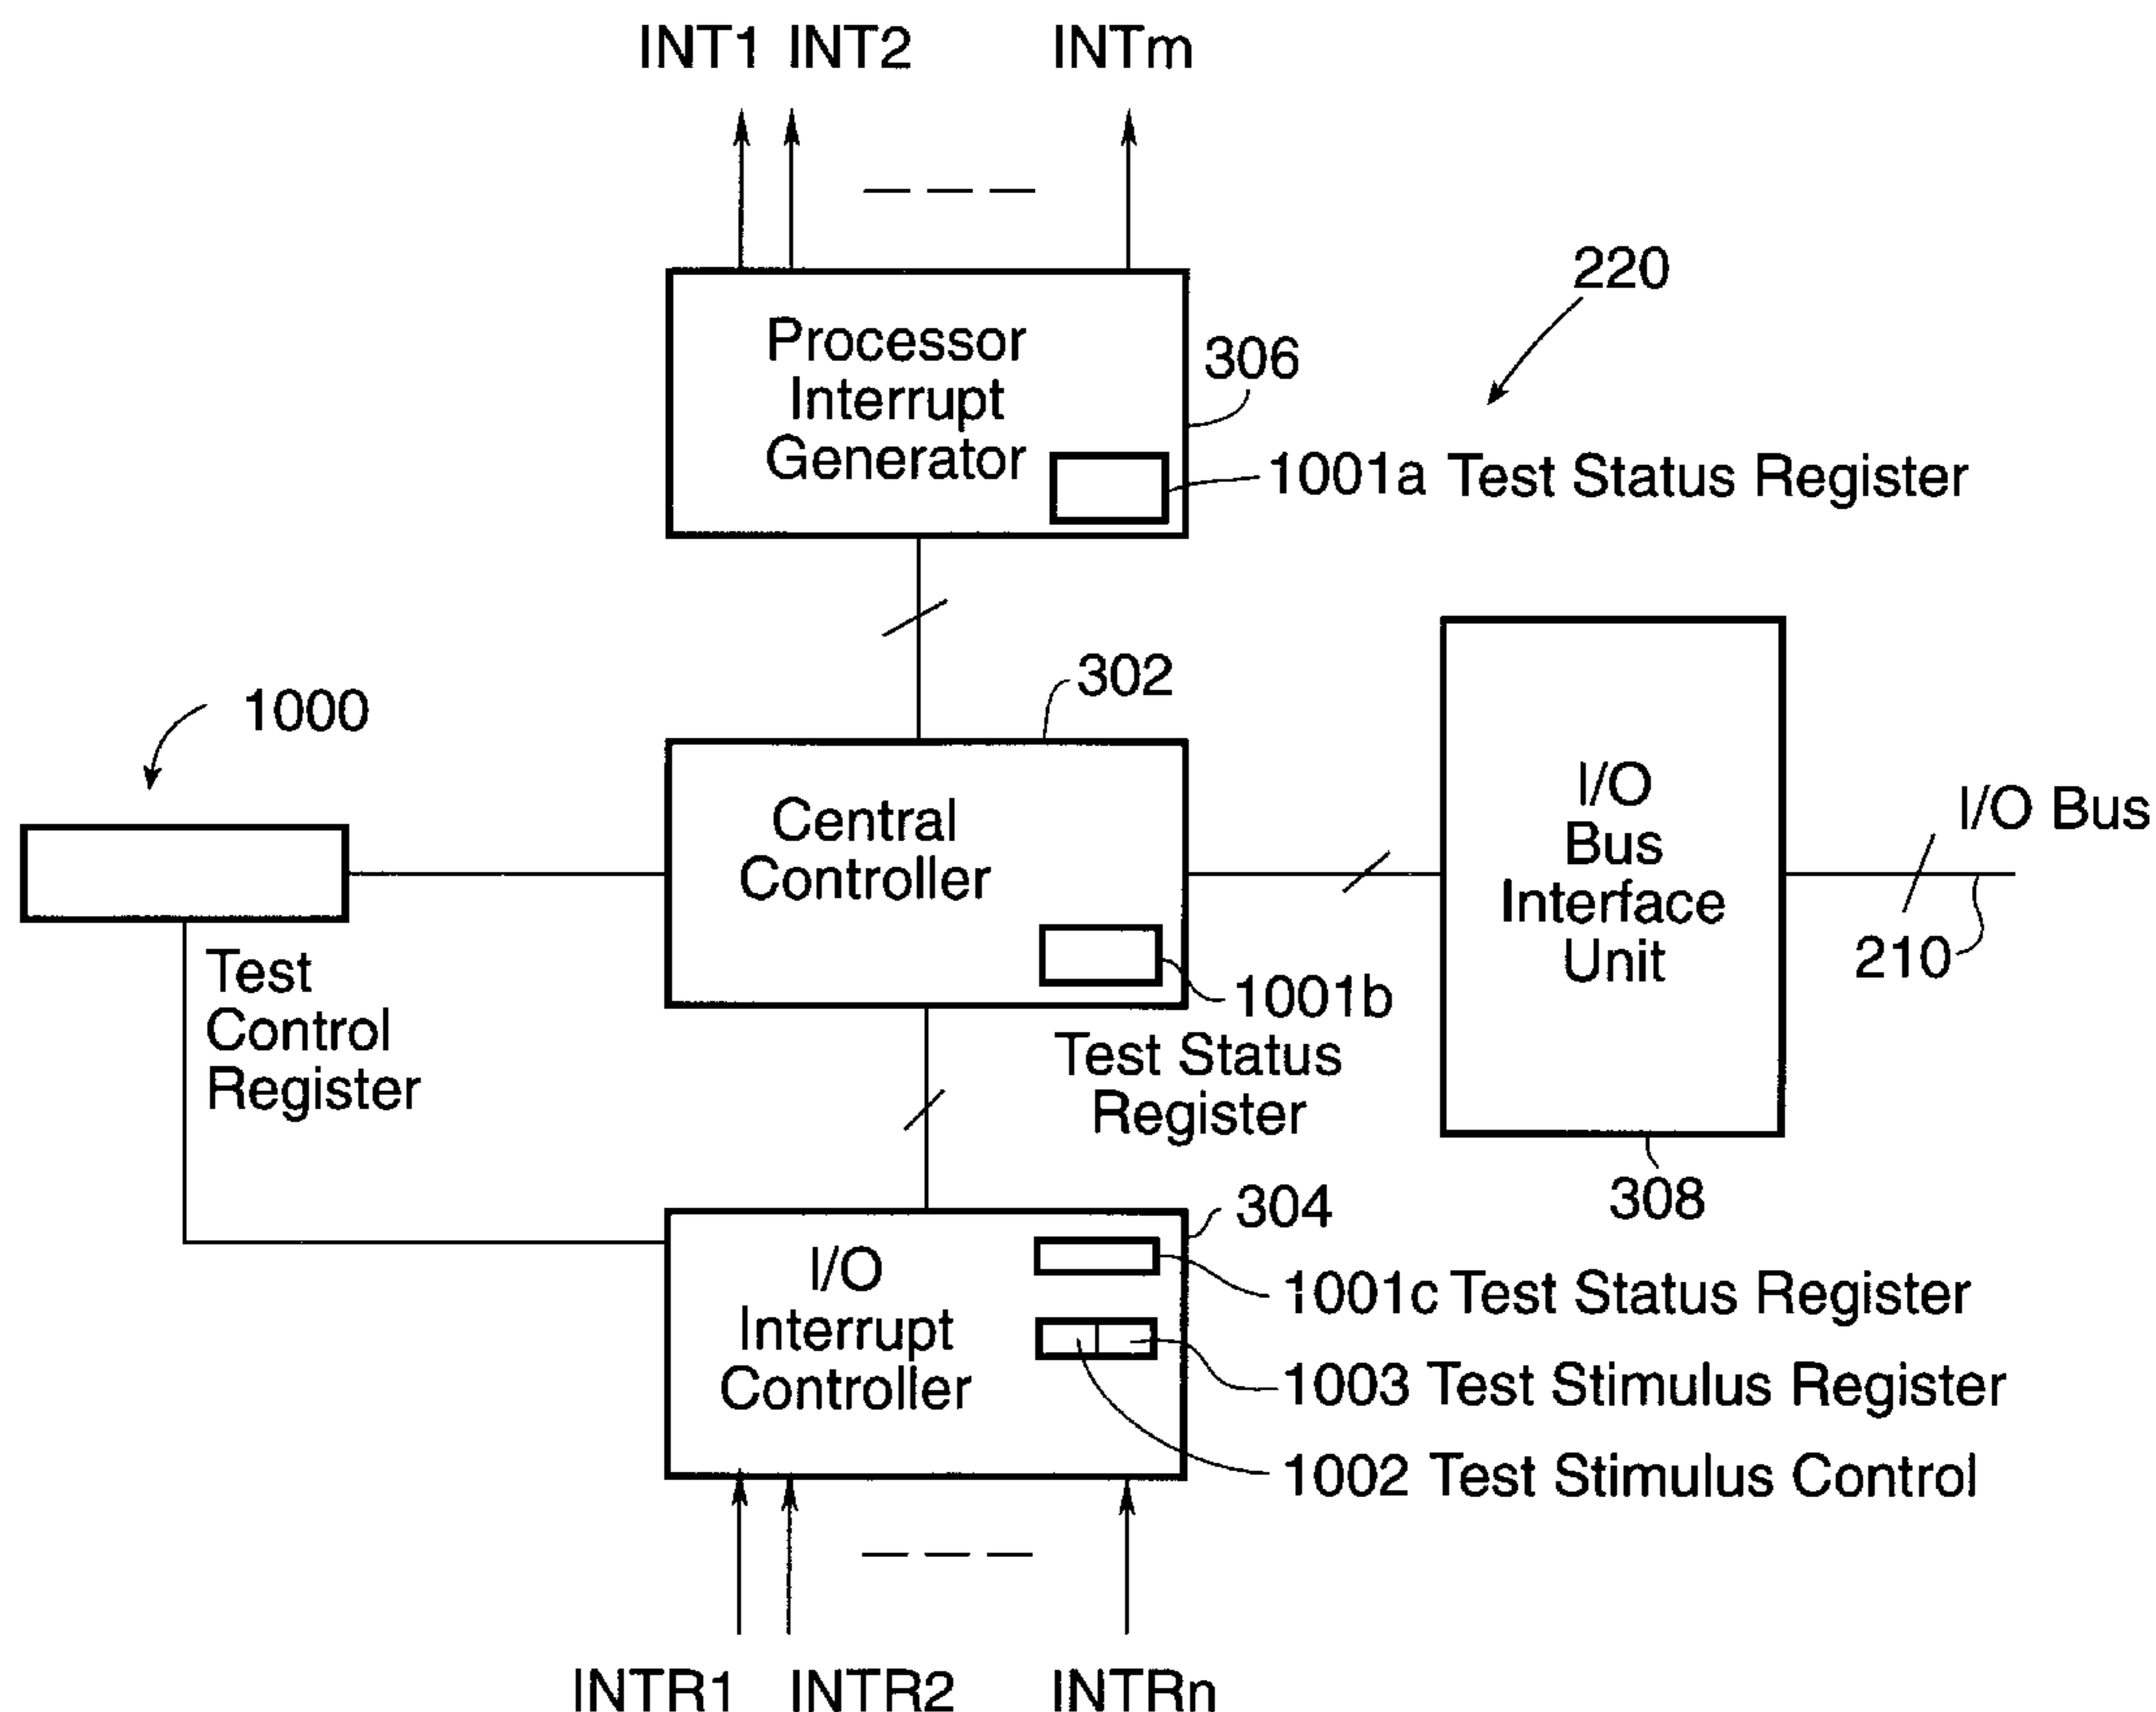 INT1 INT2 INTm
220
Processor
Interrupt
Generator
306
1001a Test Status Register
302
1000
Central
Controller
I/O
Bus
Interface
Unit
I/O Bus
210
Test
Control
Register
1001b
Test Status
Register
308
304
I/O
Interrupt
Controller
1001c Test Status Register
1003 Test Stimulus Register
1002 Test Stimulus Control
INTR1 INTR2 INTRn